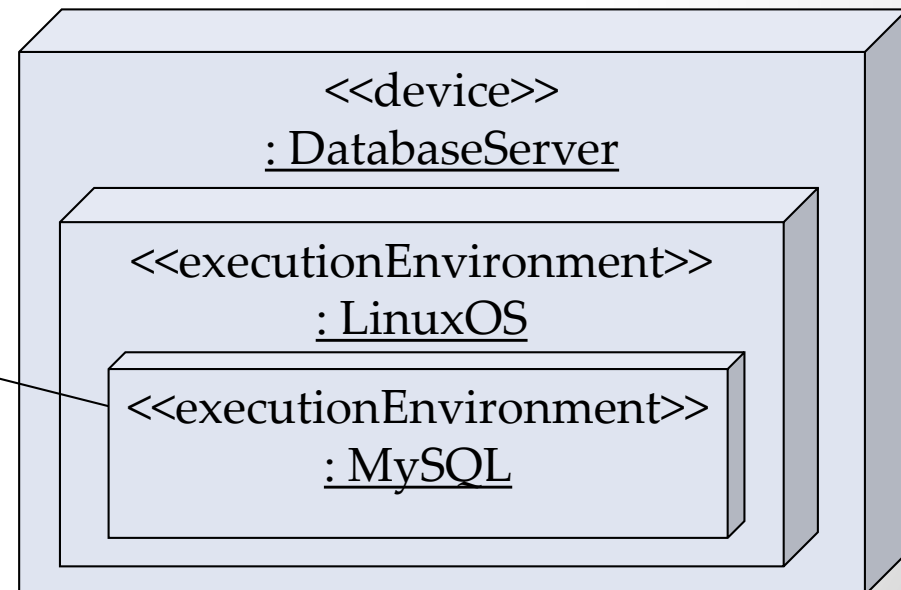 <<device>>
: DatabaseServer
<<executionEnvironment>>
: LinuxOS
<<executionEnvironment>>
: MySQL